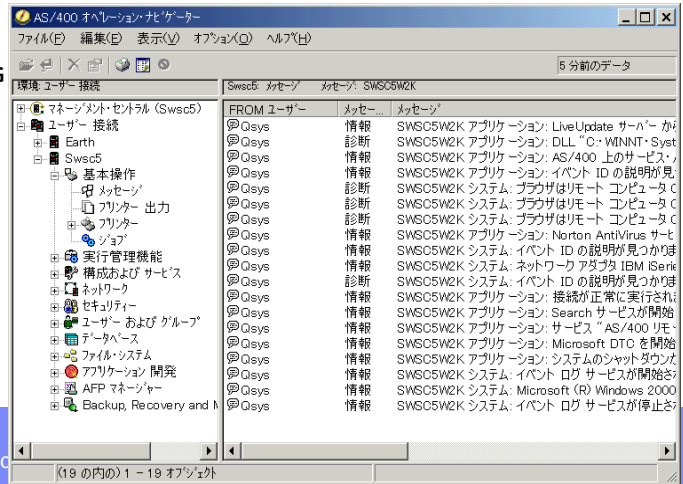 AS/400 オペレーション・ナビゲーター
ファイル(F) 編集(E) 表示(V) オプション(O) ヘルプ(H)
5 分前のデータ
環境: ユーザー 接続
Swsc5: メッセージ メッセージ: SWSC5W2K
マネージメント・セントラル (Swsc5)
ユーザー 接続
Earth
Swsc5
基本操作
メッセージ
プリンター 出力
プリンター
ジョブ
実行管理機能
構成および サービス
ネットワーク
セキュリティー
ユーザー および グループ
データベース
ファイル・システム
アプリケーション 開発
AFP マネージャー
Backup, Recovery and
FROM ユーザー メッセー... メッセージ
Qsys 情報 SWSC5W2K アプリケーション: LiveUpdate サーバー か
Qsys 診断 SWSC5W2K アプリケーション: DLL "C:・WINNT・Syst
Qsys 情報 SWSC5W2K アプリケーション: AS/400 上のサービス・
Qsys 情報 SWSC5W2K アプリケーション: イベント ID の説明が見
Qsys 診断 SWSC5W2K システム: ブラウザはリモート コンピュータ
Qsys 診断 SWSC5W2K システム: ブラウザはリモート コンピュータ
Qsys 情報 SWSC5W2K アプリケーション: Norton AntiVirus サー
Qsys 情報 SWSC5W2K システム: イベント ID の説明が見つかりま
Qsys 情報 SWSC5W2K システム: ネットワーク アダプタ IBM iSerie
Qsys 診断 SWSC5W2K システム: イベント ID の説明が見つかりま
Qsys 情報 SWSC5W2K アプリケーション: 接続が正常に実行され
Qsys 情報 SWSC5W2K アプリケーション: Search サービスが開始
Qsys 情報 SWSC5W2K アプリケーション: サービス "AS/400 リモ
Qsys 情報 SWSC5W2K アプリケーション: Microsoft DTC を開始
Qsys 情報 SWSC5W2K アプリケーション: システムのシャットダウン
Qsys 情報 SWSC5W2K システム: イベント ログ サービスが開始さ
Qsys 情報 SWSC5W2K システム: Microsoft (R) Windows 2000
Qsys 情報 SWSC5W2K システム: イベント ログ サービスが停止さ
(19 の内の) 1 - 19 オブジェクト